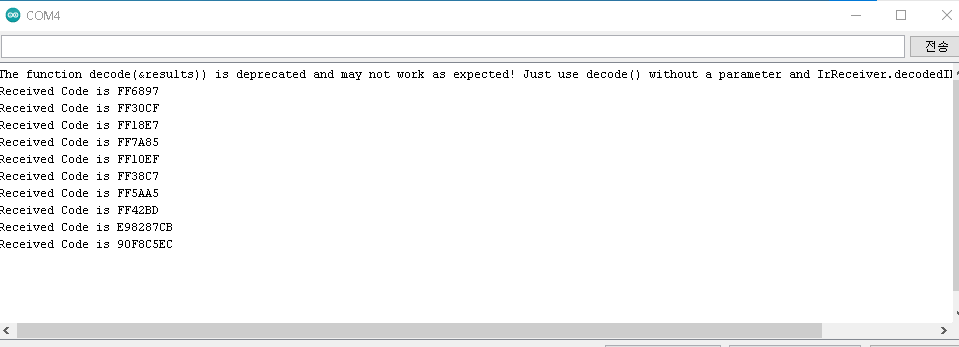 COM4
전송
The function decode(&results)) is deprecated and may not work as expected! Just use decode() without a parameter and IrReceiver.decodedI
Received Code is FF6897
Received Code is FF30CF
Received Code is FF18E7
Received Code is FF7A85
Received Code is FF10EF
Received Code is FF38C7
Received Code is FF5AA5
Received Code is FF42BD
Received Code is E98287CB
Received Code is 90F8C5EC